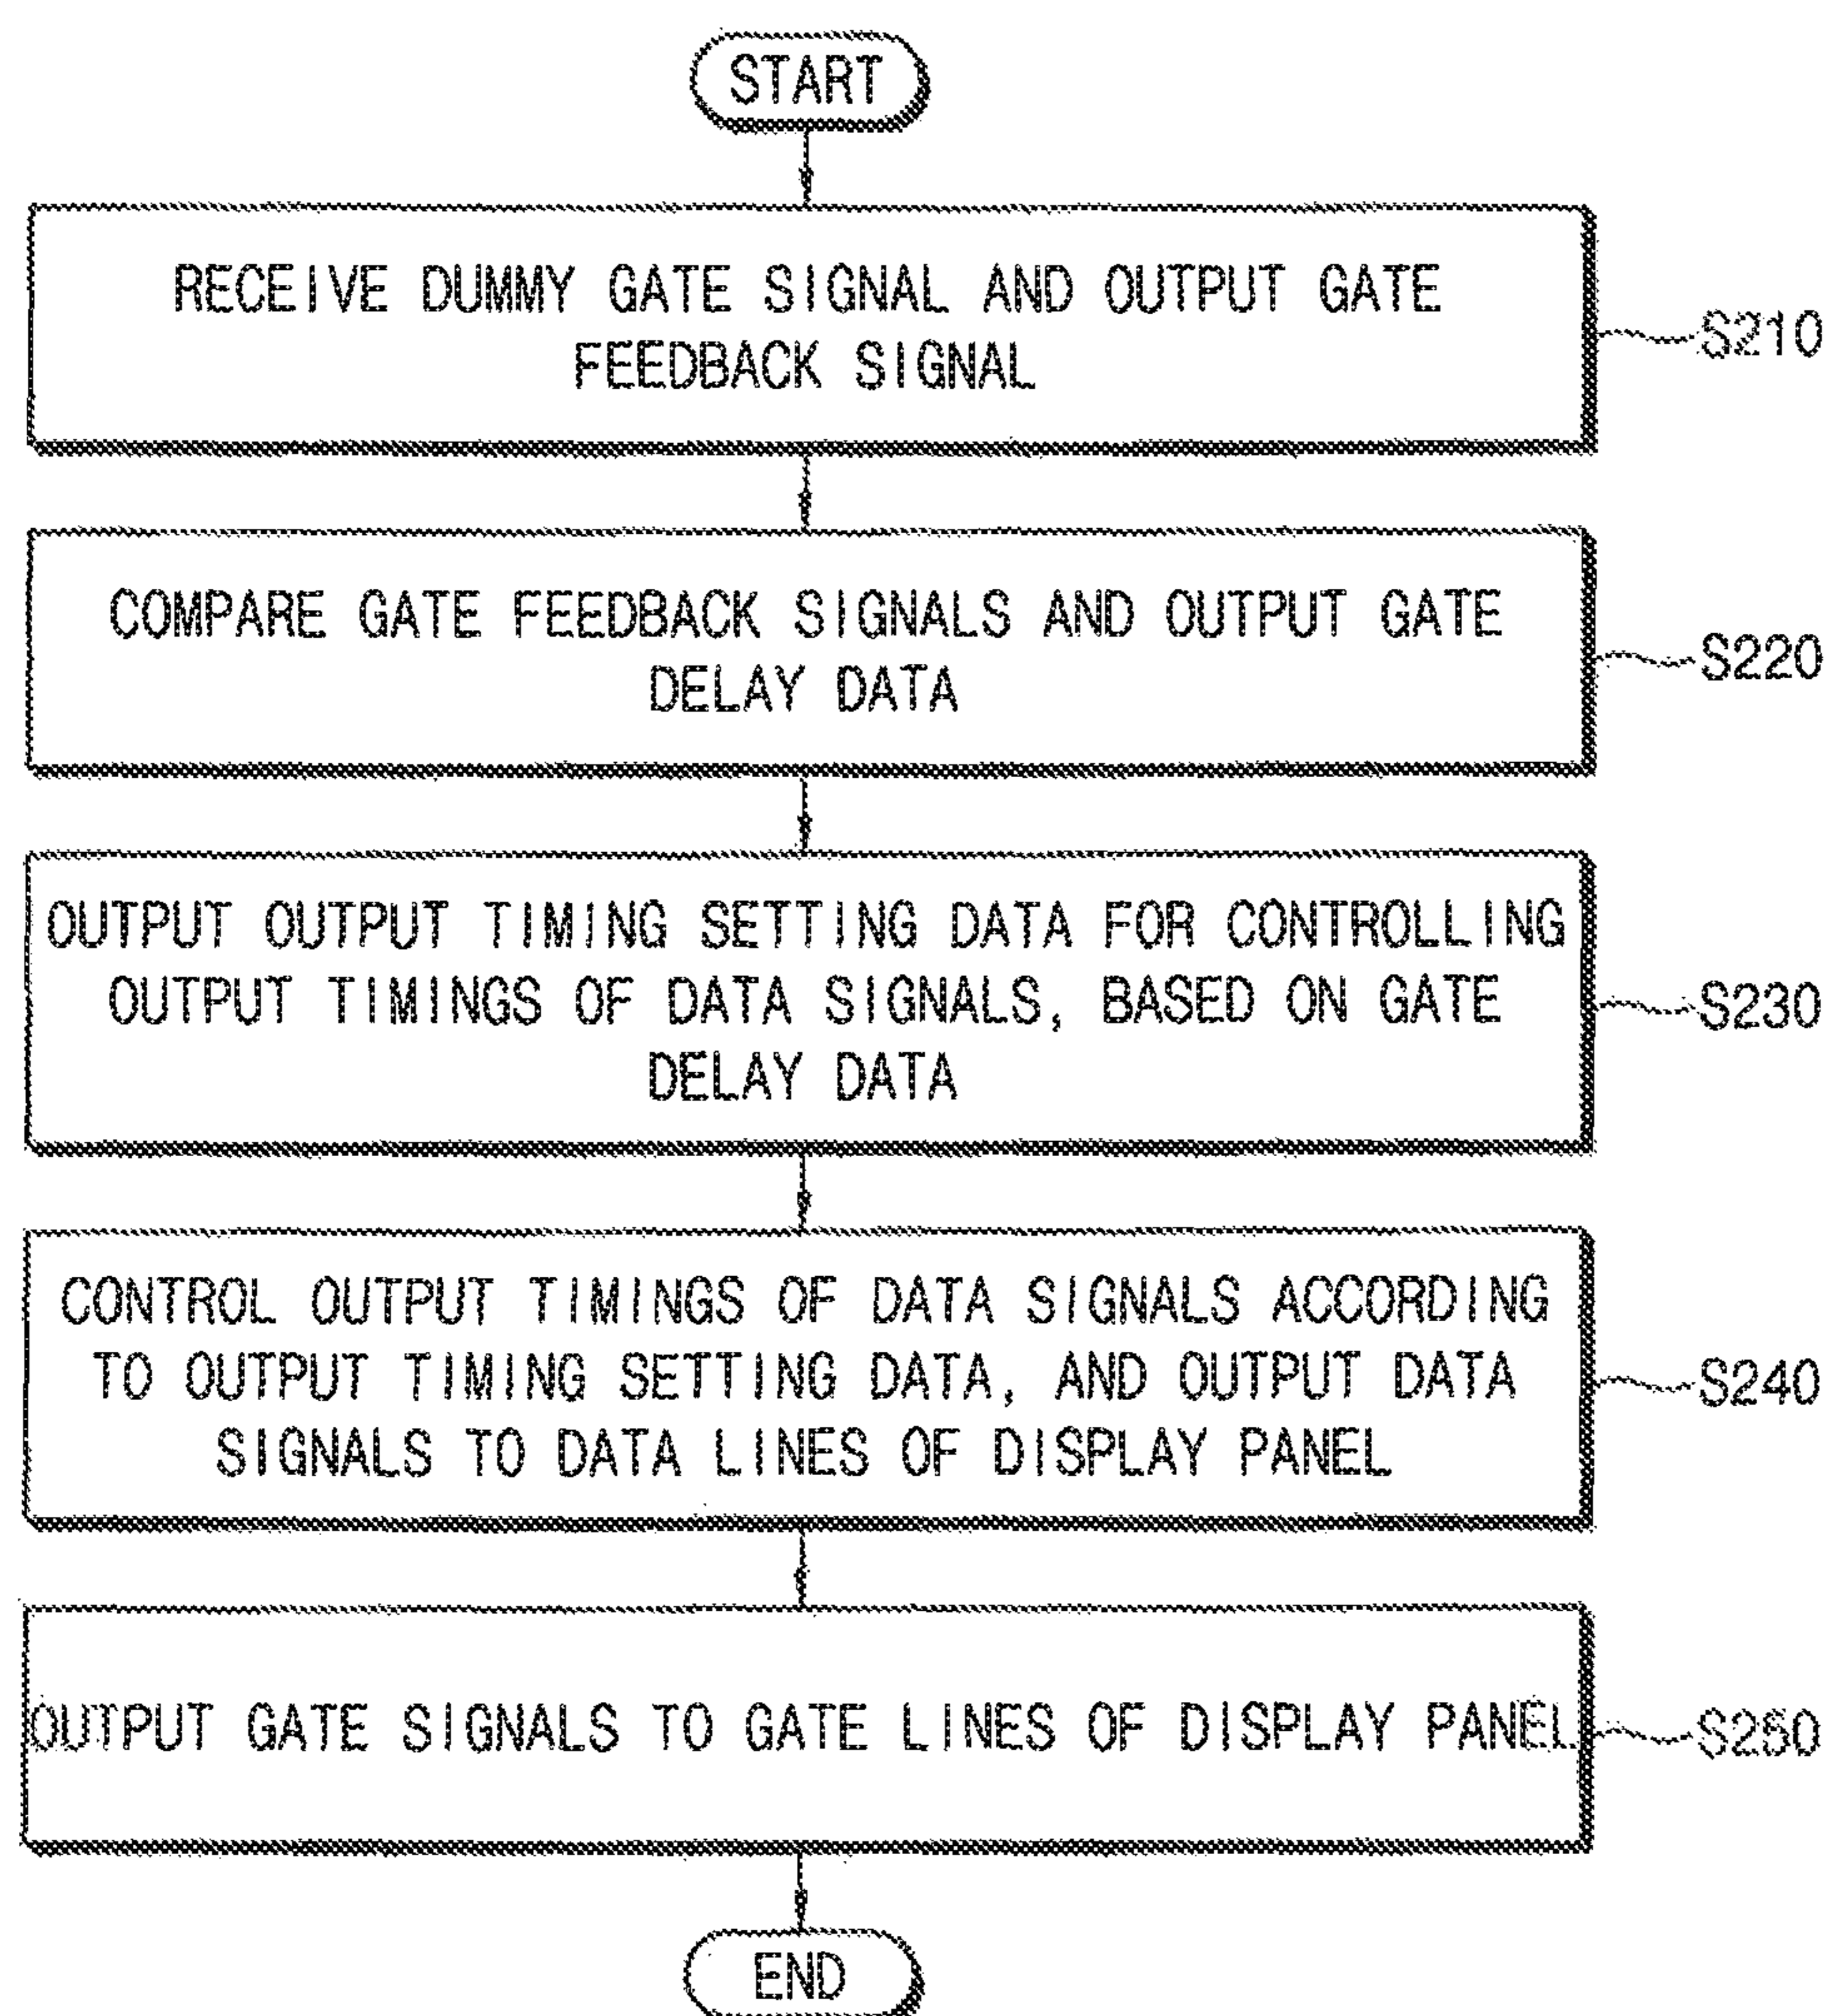 START
RECEIVE DUMMY GATE SIGNAL AND OUTPUT GATE
FEEDBACK SIGNAL
S210
COMPARE GATE FEEDBACK SIGNALS AND OUTPUT GATE
DELAY DATA
S220
OUTPUT OUTPUT TIMING SETTING DATA FOR CONTROLLING
OUTPUT TIMINGS OF DATA SIGNALS, BASED ON GATE
DELAY DATA
S230
CONTROL OUTPUT TIMINGS OF DATA SIGNALS ACCORDING
TO OUTPUT TIMING SETTING DATA, AND OUTPUT DATA
SIGNALS TO DATA LINES OF DISPLAY PANEL
S240
OUTPUT GATE SIGNALS TO GATE LINES OF DISPLAY PANEL
S250
END